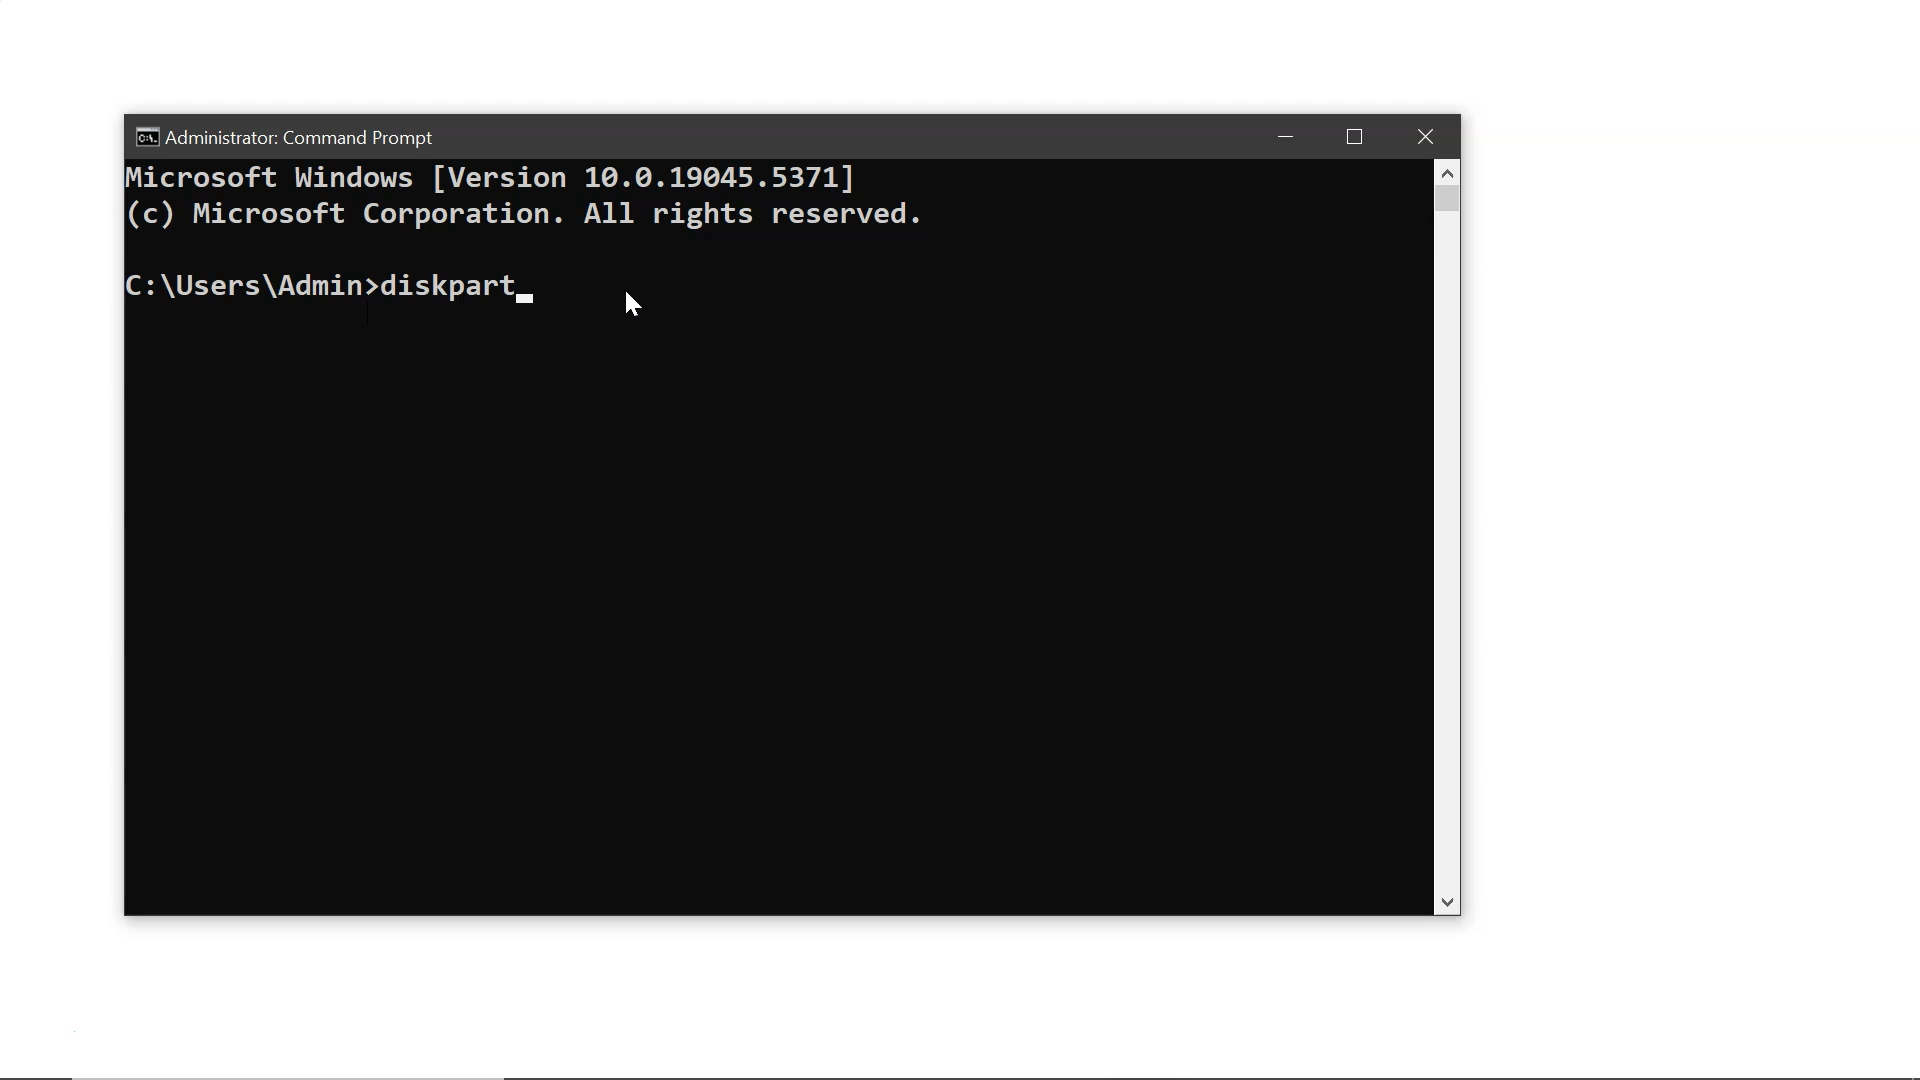 Administrator: Command Prompt
Microsoft Windows [Version 10.0.19045.5371]
(c) Microsoft Corporation. All rights reserved.
C:\Users\Admin>diskpart